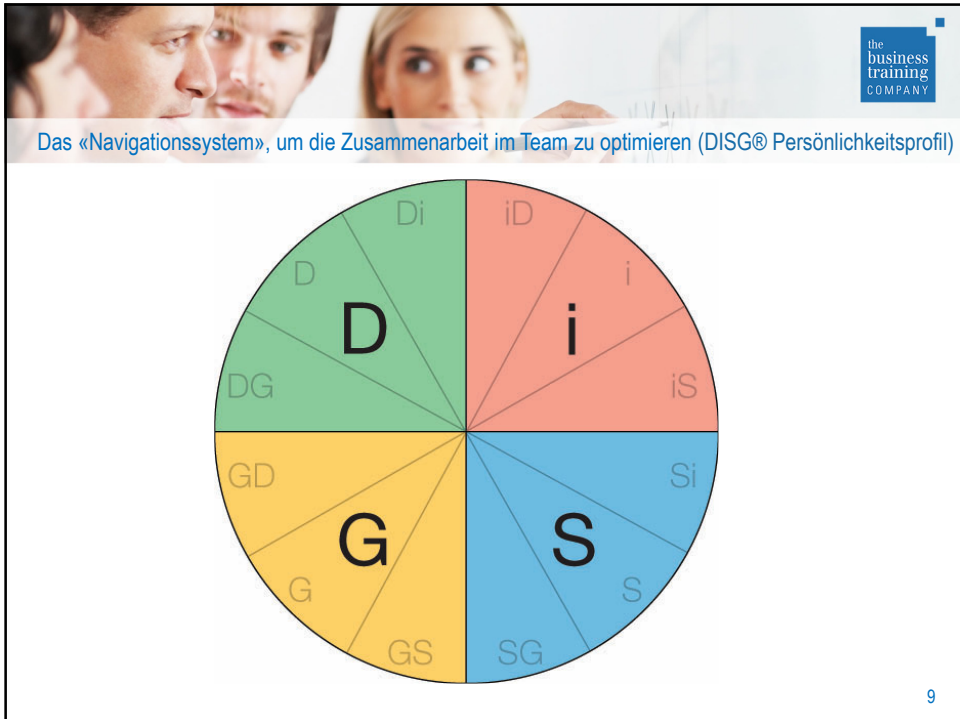 the
business
training
COMPANY
Das «Navigationssystem», um die Zusammenarbeit im Team zu optimieren (DISG® Persönlichkeitsprofil)
Di
iD
D
i
D
i
DG
iS
GD
Si
G
S
G
S
GS
SG
9